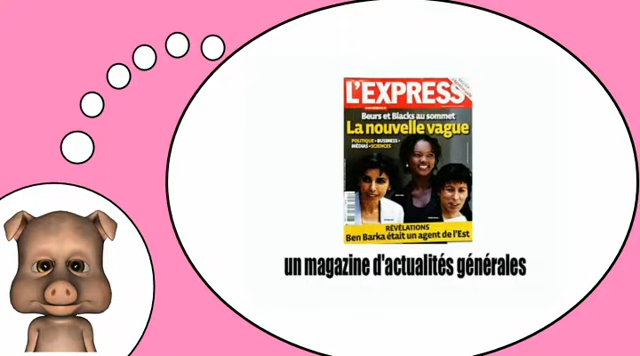 L'EXPRESS
Beurs et Blacks au sommet
La nouvelle vague
POLITIQUE • BUSINESS •
MÉDIAS • SCIENCES
RÉVÉLATIONS
Ben Barka était un agent de l'Est
un magazine d'actualités générales